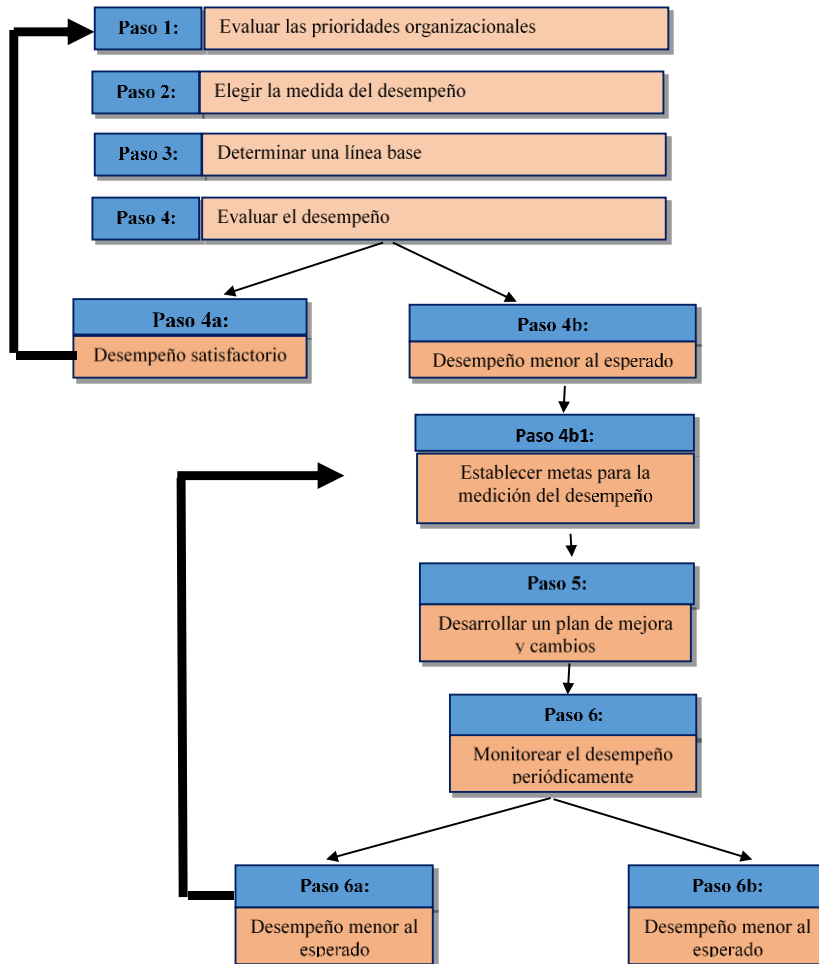 Paso 1: Evaluar las prioridades organizacionales
Paso 2: Elegir la medida del desempeño
Paso 3: Determinar una línea base
Paso 4: Evaluar el desempeño
Paso 4a:
Desempeño satisfactorio
Paso 4b:
Desempeño menor al esperado
Paso 4b1:
Establecer metas para la
medición del desempeño
Paso 5:
Desarrollar un plan de mejora
y cambios
Paso 6:
Monitorear el desempeño
periódicamente
Paso 6a:
Desempeño menor al
esperado
Paso 6b:
Desempeño menor al
esperado